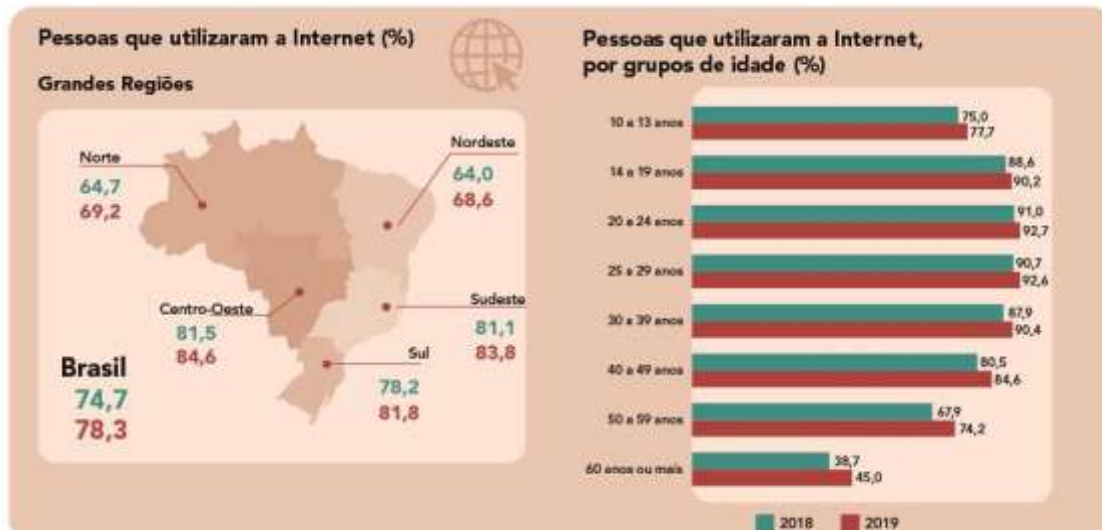 Pessoas que utilizaram a Internet (%)
Grandes Regiões
Norte
64,7
69,2
Nordeste
64,0
68,6
Centro-Oeste
81,5
84,6
Sudeste
81,1
83,8
Sul
78,2
81,8
Brasil
74,7
78,3
Pessoas que utilizaram a Internet,
por grupos de idade (%)
10 a 13 anos
75,0
77,7
14 a 19 anos
88,6
90,2
20 a 24 anos
91,0
92,7
25 a 29 anos
90,7
92,6
30 a 39 anos
87,9
90,4
40 a 49 anos
80,5
84,6
50 a 59 anos
67,9
74,2
60 anos ou mais
38,7
45,0
2018
2019